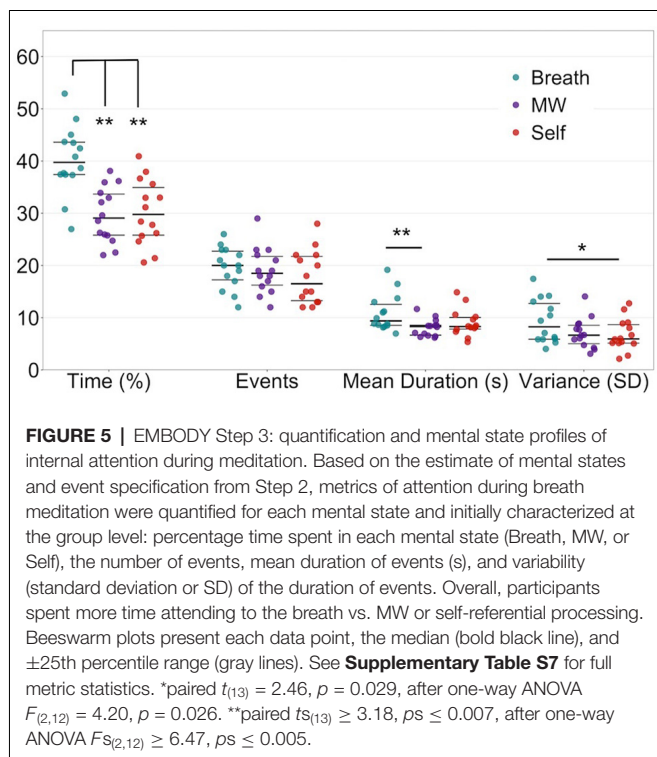 60
50
40
30
20
10
0
Breath
MW
Self
** **
**
*
Time (%) Events Mean Duration (s) Variance (SD)
FIGURE 5 | EMBODY Step 3: quantification and mental state profiles of
internal attention during meditation. Based on the estimate of mental states
and event specification from Step 2, metrics of attention during breath
meditation were quantified for each mental state and initially characterized at
the group level: percentage time spent in each mental state (Breath, MW, or
Self), the number of events, mean duration of events (s), and variability
(standard deviation or SD) of the duration of events. Overall, participants
spent more time attending to the breath vs. MW or self-referential processing.
Beeswarm plots present each data point, the median (bold black line), and
±25th percentile range (gray lines). See Supplementary Table S7 for full
metric statistics. *paired t(13) = 2.46, p = 0.029, after one-way ANOVA
F(2,12) = 4.20, p = 0.026. **paired ts(13) ≥ 3.18, ps ≤ 0.007, after one-way
ANOVA Fs(2,12) ≥ 6.47, ps ≤ 0.005.